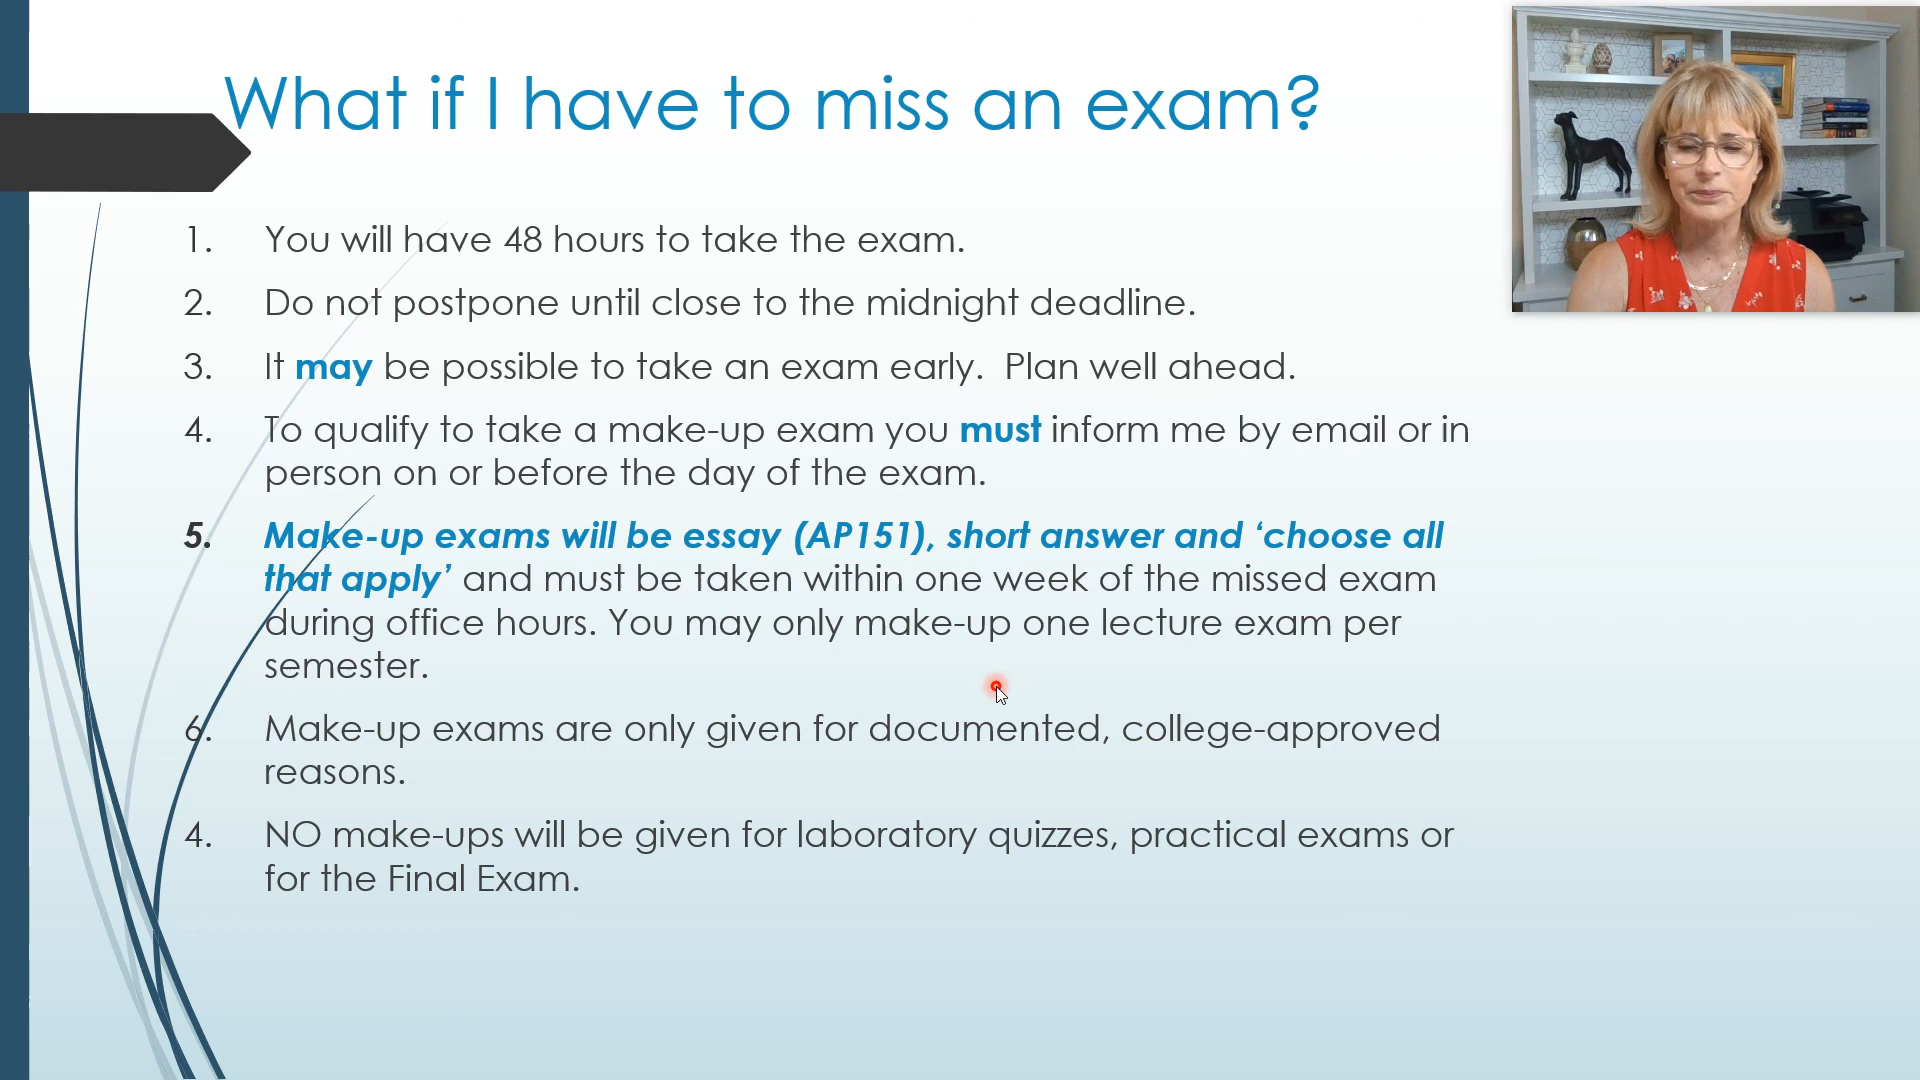 What if I have to miss an exam?
1. You will have 48 hours to take the exam.
2. Do not postpone until close to the midnight deadline.
3. It may be possible to take an exam early.  Plan well ahead.
4. To qualify to take a make-up exam you must inform me by email or in
person on or before the day of the exam.
5. Make-up exams will be essay (AP151), short answer and ‘choose all
that apply’ and must be taken within one week of the missed exam
during office hours. You may only make-up one lecture exam per
semester.
6. Make-up exams are only given for documented, college-approved
reasons.
4. NO make-ups will be given for laboratory quizzes, practical exams or
for the Final Exam.